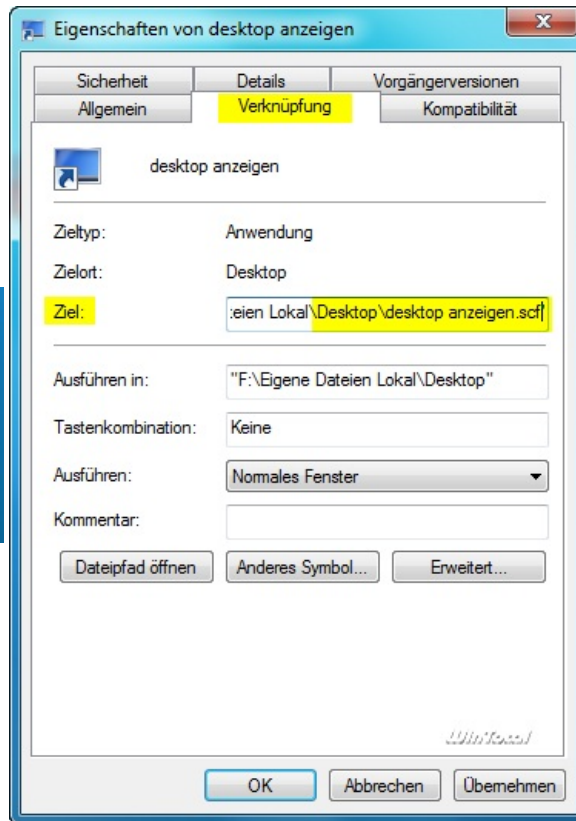 Eigenschaften von desktop anzeigen
Sicherheit Details Vorgängerversionen
Allgemein Verknüpfung Kompatibilität
desktop anzeigen
Zieltyp: Anwendung
Zielort: Desktop
Ziel: :eien Lokal\Desktop\desktop anzeigen.scf
Ausführen in: "F:\Eigene Dateien Lokal\Desktop"
Tastenkombination: Keine
Ausführen: Normales Fenster
Kommentar:
Dateipfad öffnen Anderes Symbol... Erweitert...
WinTotal
OK Abbrechen Übernehmen